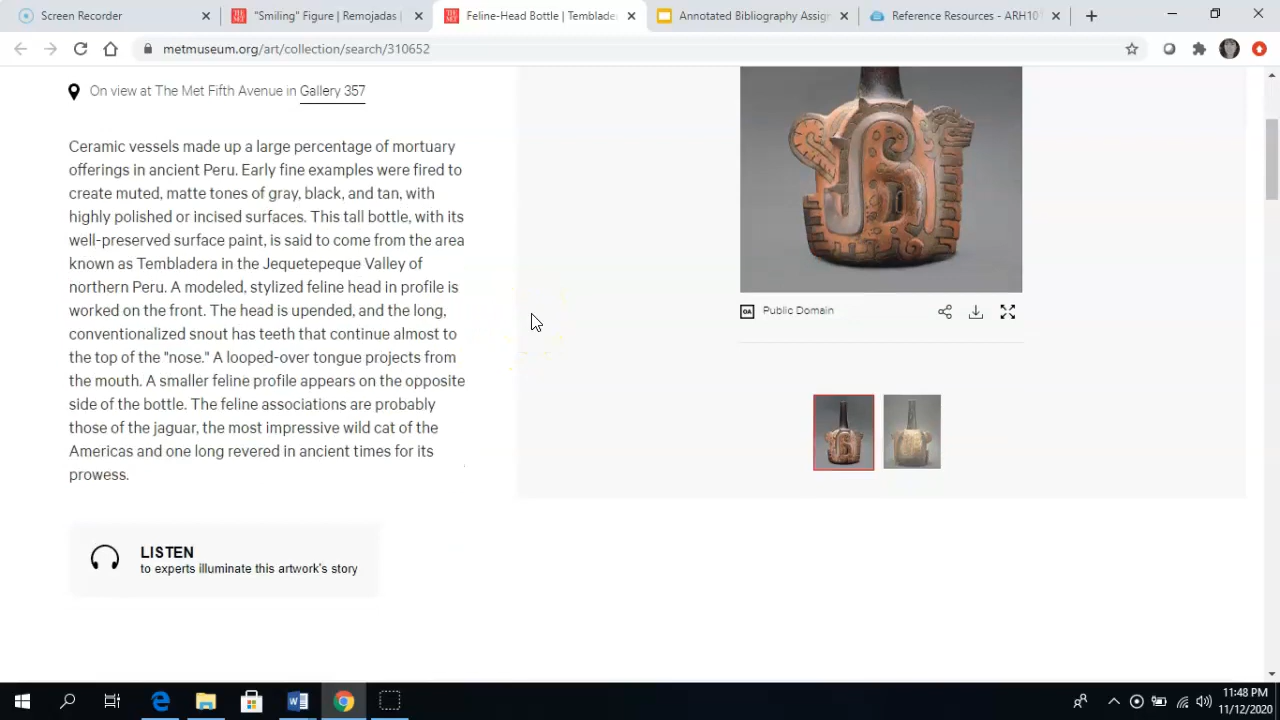 Screen Recorder
"Smiling" Figure | Remojadas |
Feline-Head Bottle | Temblade
Annotated Bibliography Assig
Reference Resources - ARH101
metmuseum.org/art/collection/search/310652
On view at The Met Fifth Avenue in Gallery 357
Ceramic vessels made up a large percentage of mortuary
offerings in ancient Peru. Early fine examples were fired to
create muted, matte tones of gray, black, and tan, with
highly polished or incised surfaces. This tall bottle, with its
well-preserved surface paint, is said to come from the area
known as Tembladera in the Jequetepeque Valley of
northern Peru. A modeled, stylized feline head in profile is
worked on the front. The head is upended, and the long,
conventionalized snout has teeth that continue almost to
the top of the "nose." A looped-over tongue projects from
the mouth. A smaller feline profile appears on the opposite
side of the bottle. The feline associations are probably
those of the jaguar, the most impressive wild cat of the
Americas and one long revered in ancient times for its
prowess.
OA Public Domain
LISTEN
to experts illuminate this artwork's story
11:48 PM
11/12/2020